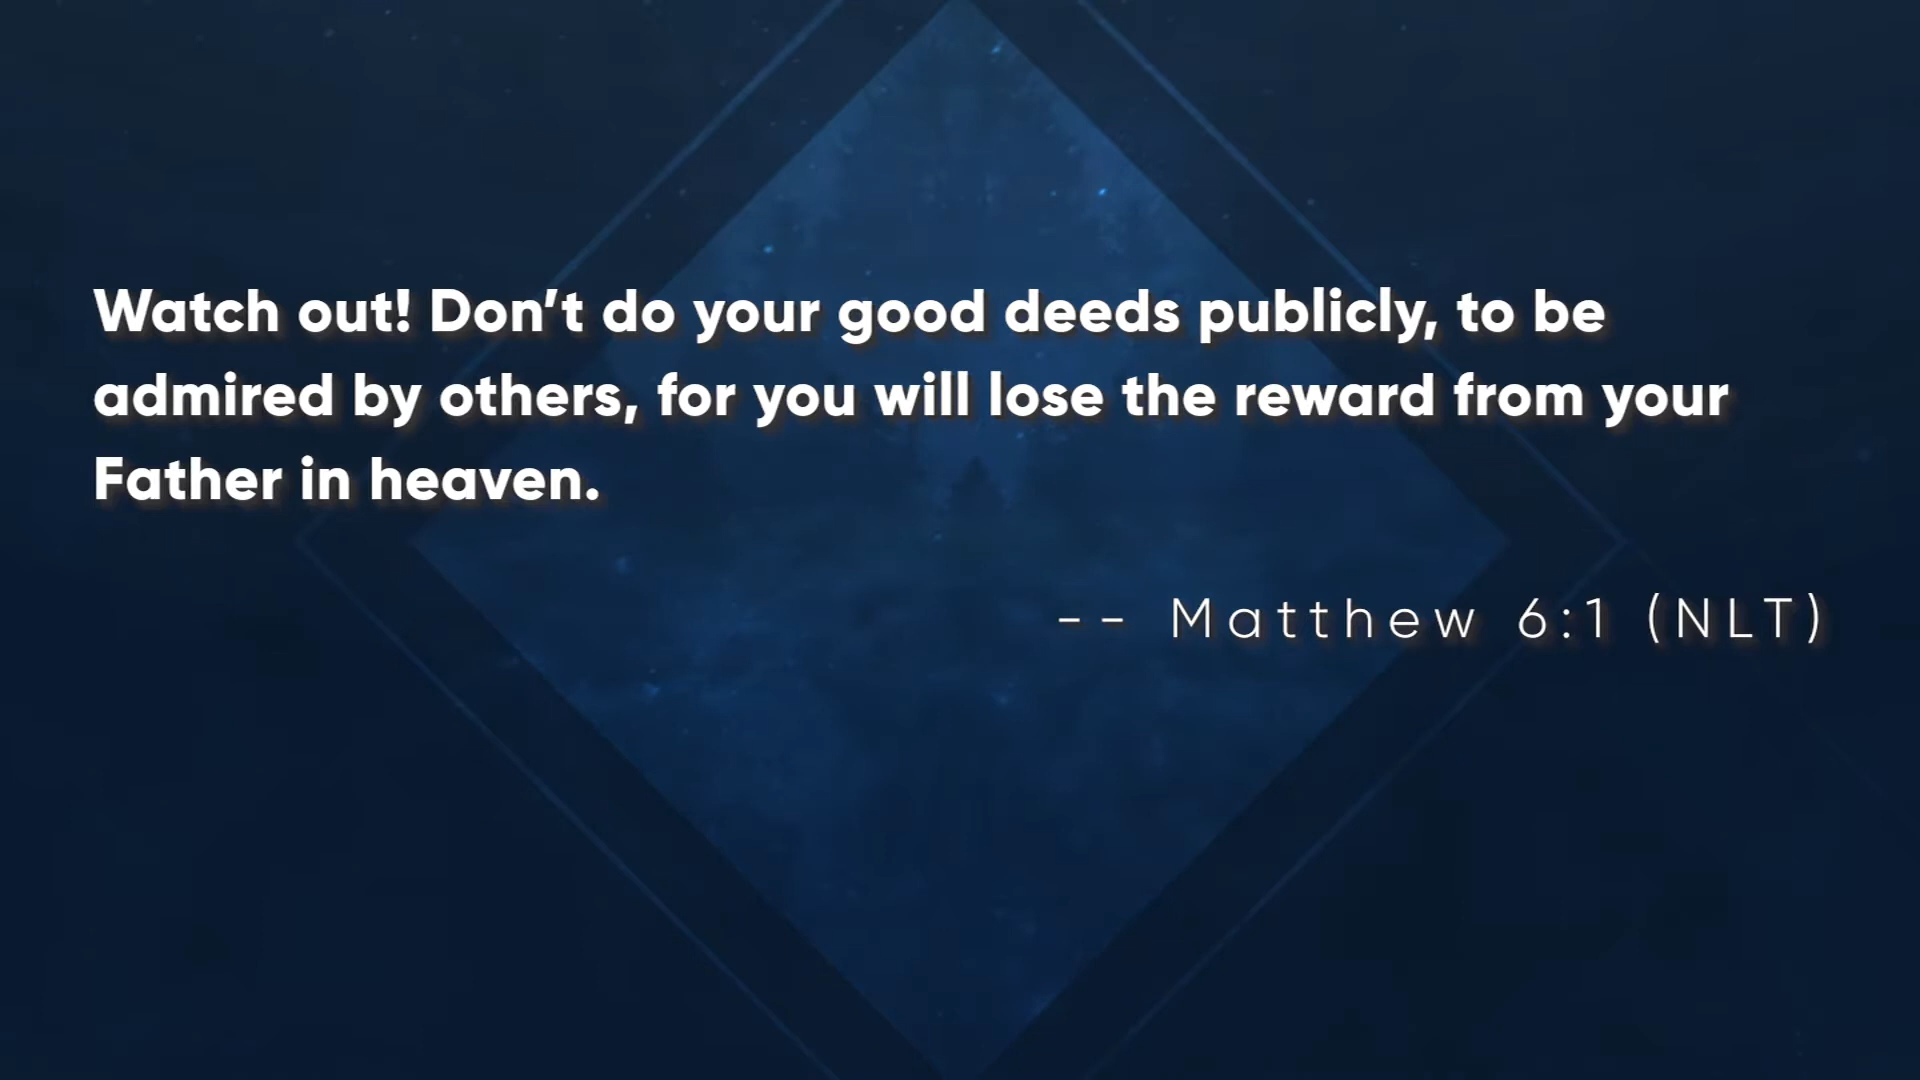 Watch out! Don’t do your good deeds publicly, to be
admired by others, for you will lose the reward from your
Father in heaven.
-- Matthew 6:1 (NLT)